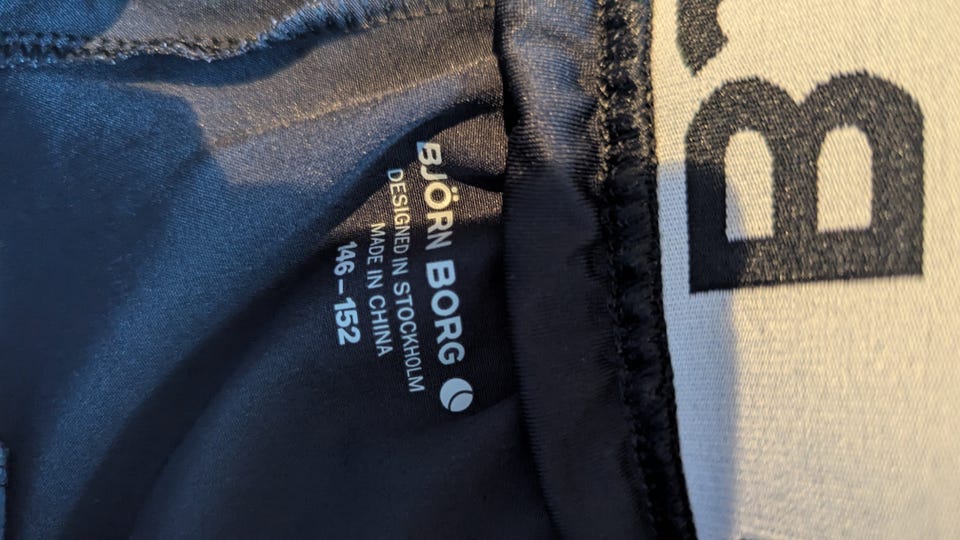 BJÖRN BORG
DESIGNED IN STOCKHOLM
MADE IN CHINA
146–152
B